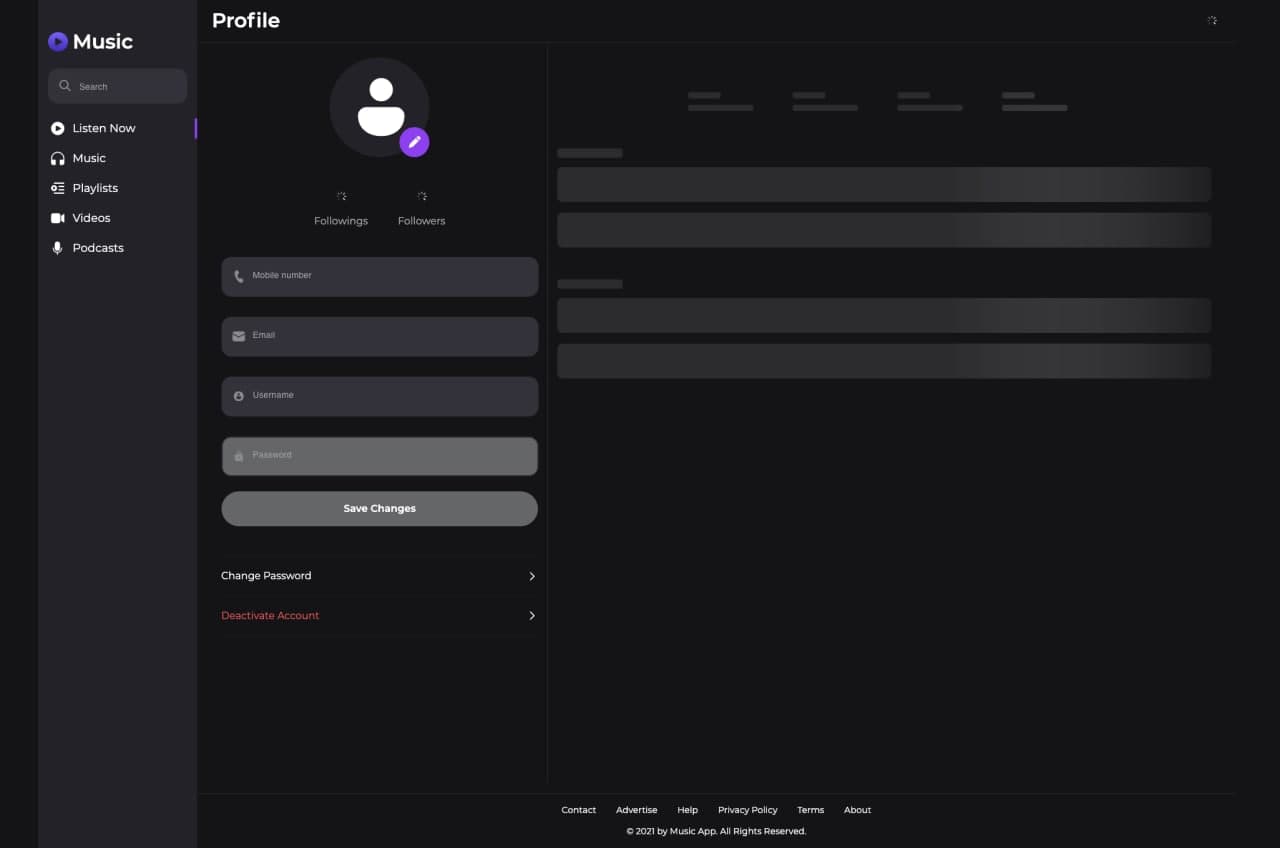 Music
Search
Listen Now
Music
Playlists
Videos
Podcasts
Profile
Followings
Followers
Mobile number
Email
Username
Password
Save Changes
Change Password
Deactivate Account
Contact Advertise Help Privacy Policy Terms About
© 2021 by Music App. All Rights Reserved.